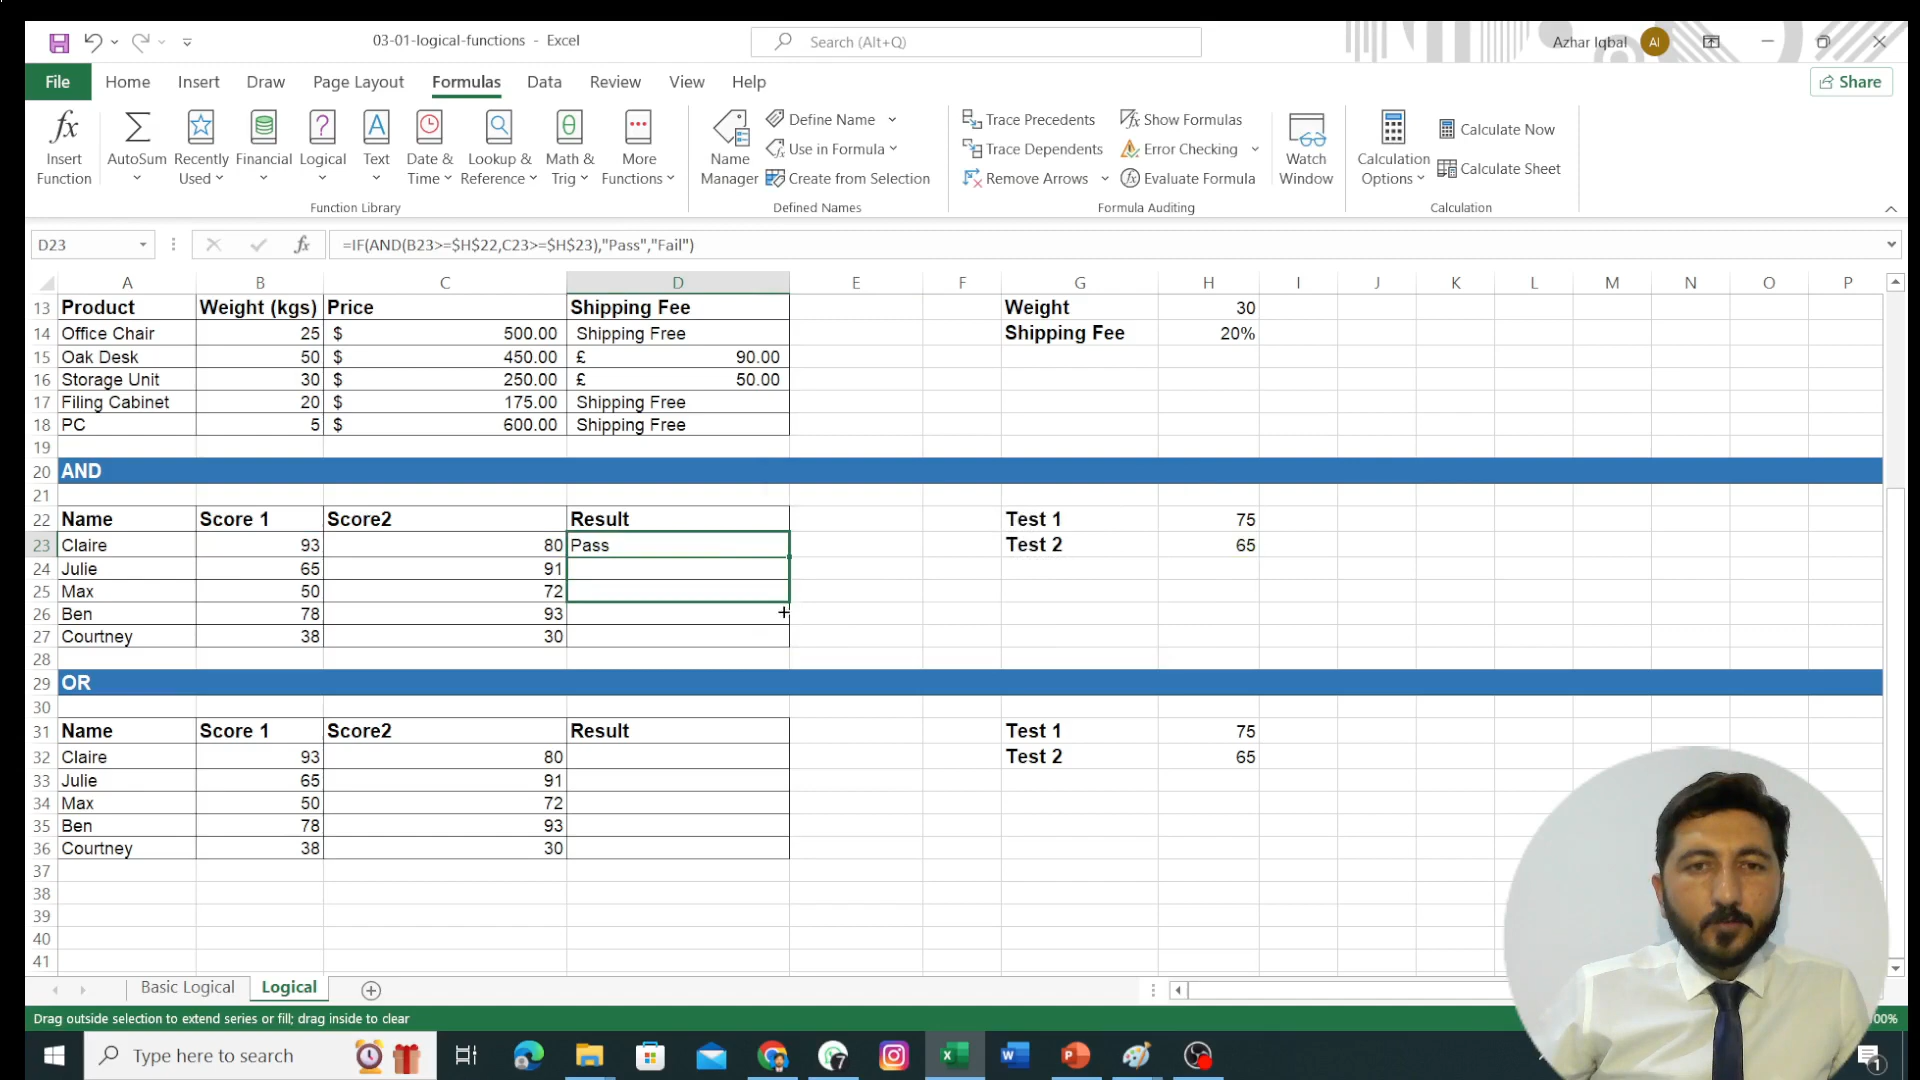 03-01-logical-functions - Excel
Search (Alt+Q)
Azhar Iqbal
AI
File Home Insert Draw Page Layout Formulas Data Review View Help
Share
Insert Function
AutoSum
Recently Used
Financial
Logical
Text
Date & Time
Lookup & Reference
Math & Trig
More Functions
Function Library
Name Manager
Define Name
Use in Formula
Create from Selection
Defined Names
Trace Precedents
Trace Dependents
Remove Arrows
Show Formulas
Error Checking
Evaluate Formula
Formula Auditing
Watch Window
Calculation Options
Calculate Now
Calculate Sheet
Calculation
D23
fx
=IF(AND(B23>=$H$22,C23>=$H$23),"Pass","Fail")
A B C D E F G H I J K L M N O P
13 Product Weight (kgs) Price Shipping Fee Weight 30
14 Office Chair 25 $ 500.00 Shipping Free Shipping Fee 20%
15 Oak Desk 50 $ 450.00 £ 90.00
16 Storage Unit 30 $ 250.00 £ 50.00
17 Filing Cabinet 20 $ 175.00 Shipping Free
18 PC 5 $ 600.00 Shipping Free
19
20 AND
21
22 Name Score 1 Score2 Result Test 1 75
23 Claire 93 80 Pass Test 2 65
24 Julie 65 91
25 Max 50 72
26 Ben 78 93
27 Courtney 38 30
28
29 OR
30
31 Name Score 1 Score2 Result Test 1 75
32 Claire 93 80 Test 2 65
33 Julie 65 91
34 Max 50 72
35 Ben 78 93
36 Courtney 38 30
37
38
39
40
41
Basic Logical Logical
Drag outside selection to extend series or fill; drag inside to clear
00%
Type here to search
7
1